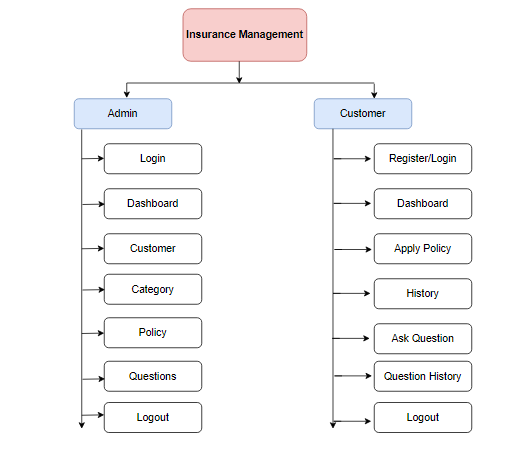 Insurance Management
Admin
Customer
Login
Register/Login
Dashboard
Dashboard
Customer
Apply Policy
Category
History
Policy
Ask Question
Questions
Question History
Logout
Logout